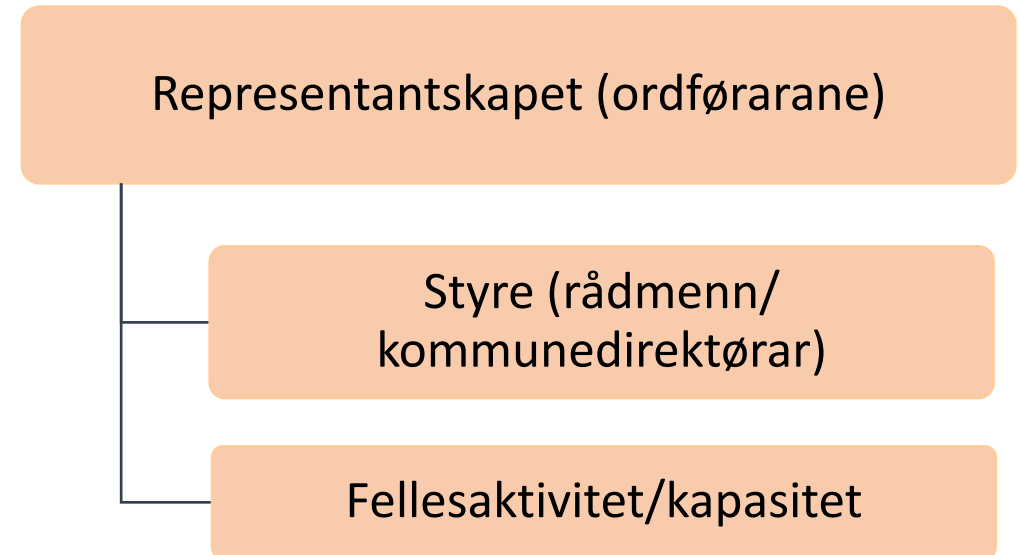 Representantskapet (ordførarane)
Styre (rådmenn/
kommunedirektørar)
Fellesaktivitet/kapasitet